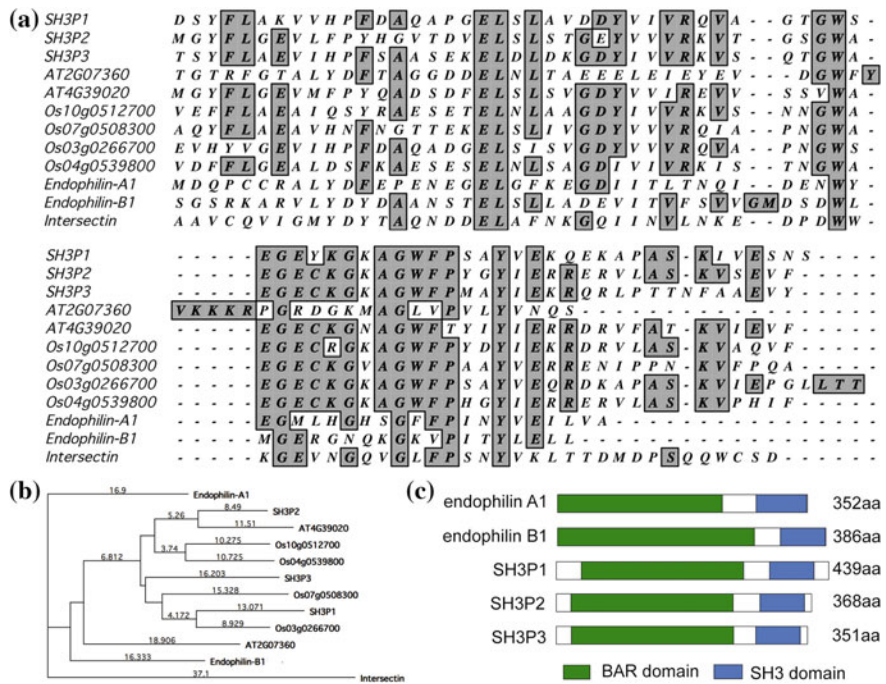 (a)
SH3P1 D S Y F L A K V V H P F D A Q A P G E L S L A V D D Y V I V R Q V A - - G T G W S -
SH3P2 M G Y F L G E V L F P Y H G V T D V E L S L S T G E Y V V V R K V T - - G S G W S -
SH3P3 T S Y F L A E V I H P F S A A S E K E L D L D K G D Y I V V R K V S - - Q T G W A -
AT2G07360 T G T R F G T A L Y D F T A G G D D E L N L T A E E E L E I E Y E V - - - D G W F Y
AT4G39020 M G Y F L G E V M F P Y Q A D S D F E L S L S V G D Y V V I R E V V - - S S V W A -
Os10g0512700 V E F F L A E A I Q S Y R A E S E T E L N L A A G D Y I V V R K V S - - N N G W A -
Os07g0508300 A Q Y F L A E A V H N F N G T T E K E L S L I V G D Y V V V R Q I A - - P N G W A -
Os03g0266700 E V H Y V G E V I H P F D A Q A D G E L S I S V G D Y V V V R Q V A - - P N G W A -
Os04g0539800 V D F F L G E A L D S F K A E S E S E L N L S A G D I V I V R K I S - - T N G W A -
Endophilin-A1 M D Q P C C R A L Y D F E P E N E G E L G F K E G D I I T L T N Q I - - D E N W Y -
Endophilin-B1 S G S R K A R V L Y D Y D A A N S T E L S L L A D E V I T V F S V V G M D S D W L -
Intersectin A A V C Q V I G M Y D Y T A Q N D D E L A F N K G Q I I N V L N K E - - D P D W W -
SH3P1 - - - - - E G E Y K G K A G W F P S A Y V E K Q E K A P A S - K I V E S N S
SH3P2 - - - - - E G E C K G K A G W F P Y G Y I E R R E R V L A S - K V S E V F -
SH3P3 - - - - - E G E C K G K A G W F P M A Y I E R Q R L P T T N F A A E V Y -
AT2G07360 V K K K R P G R D G K M A G L V P V L Y V N Q S - - - - - - - - - - - - -
AT4G39020 - - - - - E G E C K G N A G W F T Y I Y I E R R D R V F A T - K V I E V F -
Os10g0512700 - - - - - E G E C R G K A G W F P Y D Y I E K R D R V L A S - K V A Q V F -
Os07g0508300 - - - - - E G E C K G V A G W F P S A Y V E R R E N I P P N - K V F P Q A -
Os03g0266700 - - - - - E G E C K G K A G W F P S A Y V E Q R D K A P A S - K V I E P G L L T T
Os04g0539800 - - - - - E G E C K G K A G W F P H G Y I E R R E R V L A S - K V P H I F -
Endophilin-A1 - - - - - E G M L H G H S G F F P I N Y V E I L V A - - - - - - - - - - -
Endophilin-B1 - - - - - M G E R G N Q K G K V P I T Y L E L L - - - - - - - - - - - - -
Intersectin - - - - - K G E V N G Q V G L F P S N Y V K L T T D M D P S Q Q W C S D -
(b)
16.9 Endophilin-A1
8.49 SH3P2
5.26
11.51 AT4G39020
10.275 Os10g0512700
3.74
6.812
10.725 Os04g0539800
16.203 SH3P3
15.328 Os07g0508300
13.071 SH3P1
4.172
8.929 Os03g0266700
18.906 AT2G07360
16.333 Endophilin-B1
37.1 Intersectin
(c)
endophilin A1 352aa
endophilin B1 386aa
SH3P1 439aa
SH3P2 368aa
SH3P3 351aa
BAR domain SH3 domain